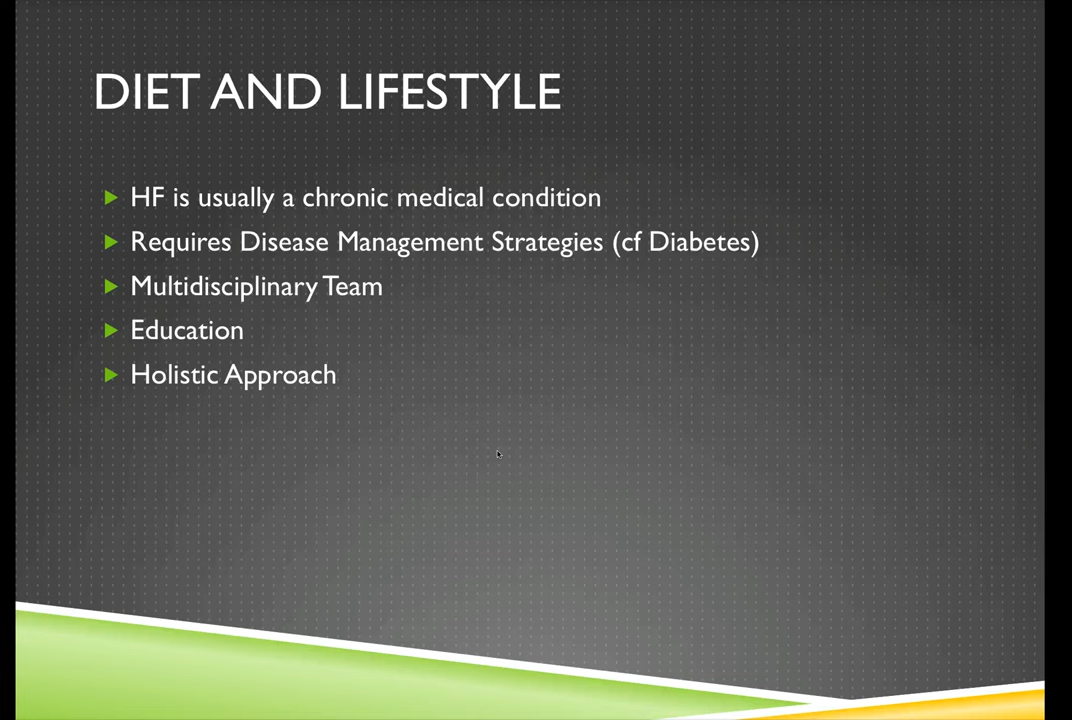 DIET AND LIFESTYLE
HF is usually a chronic medical condition
Requires Disease Management Strategies (cf Diabetes)
Multidisciplinary Team
Education
Holistic Approach